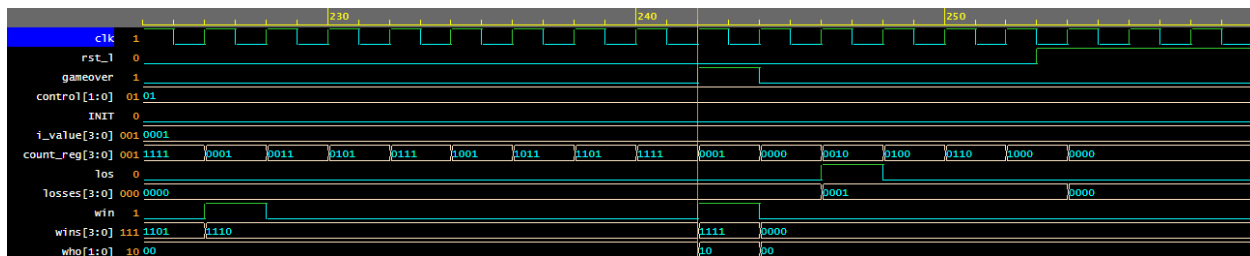 230 240 250
clk 1
rst_l 0
gameover 1
control[1:0] 01 01
INIT 0
i_value[3:0] 001 0001
count_reg[3:0] 001 1111 0001 0011 0101 0111 1001 1011 1101 1111 0001 0000 0010 0100 0110 1000 0000
los 0
losses[3:0] 000 0000 0001 0000
win 1
wins[3:0] 111 1101 1110 1111 0000
who[1:0] 10 00 10 00